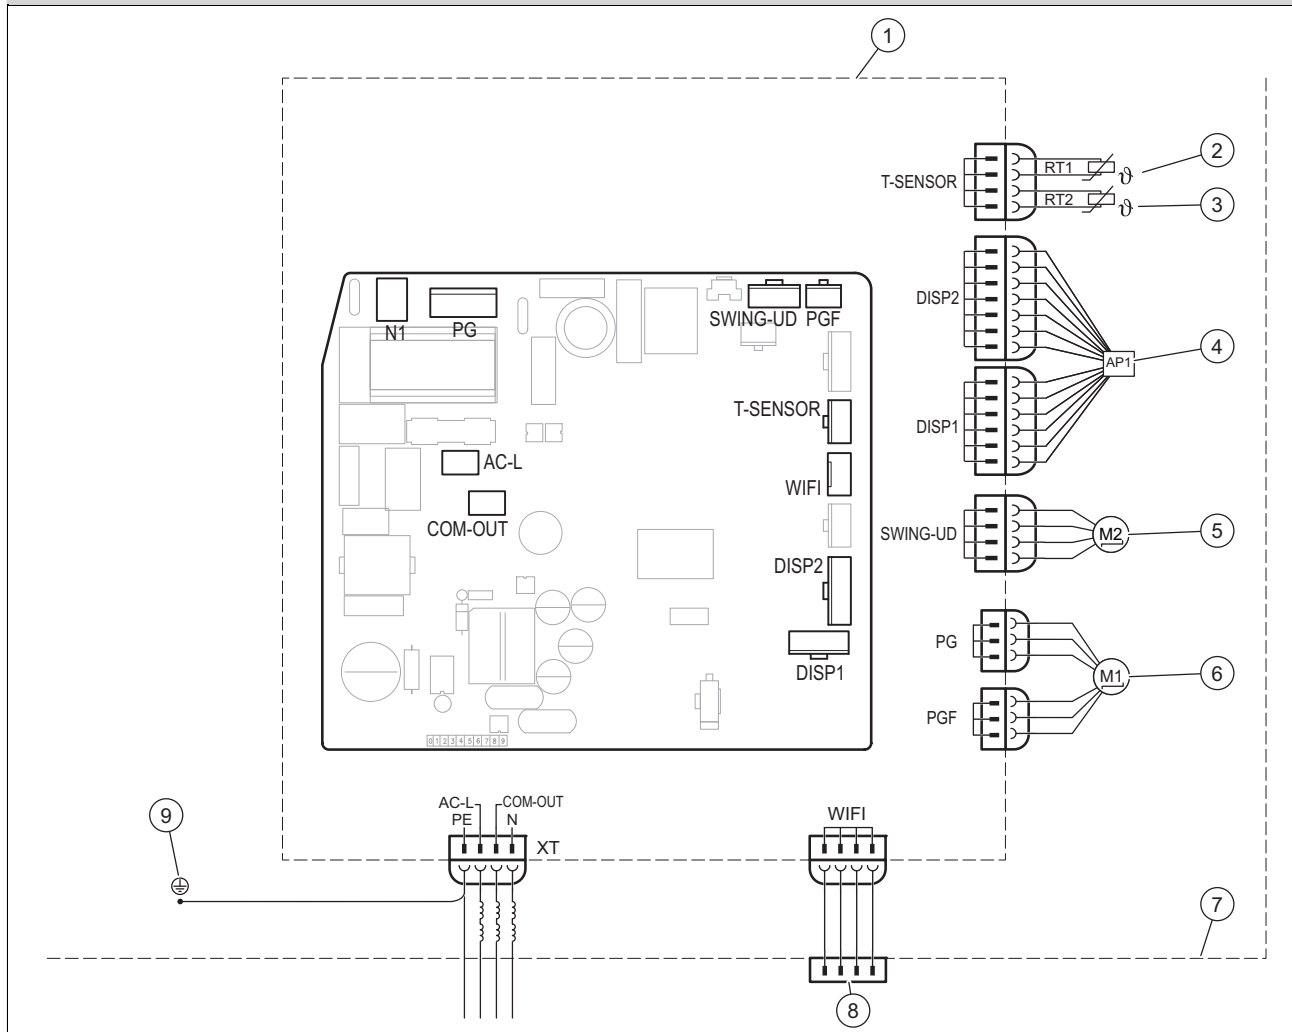 1
2
T-SENSOR
RT1
ϑ
RT2
ϑ
3
DISP2
N1
PG
SWING-UD
PGF
4
AP1
T-SENSOR
DISP1
AC-L
WIFI
COM-OUT
SWING-UD
M2
5
DISP2
PG
DISP1
M1
6
PGF
0 1 2 3 4 5 6 7 8 9
AC-L
COM-OUT
PE
N
XT
WIFI
9
7
8